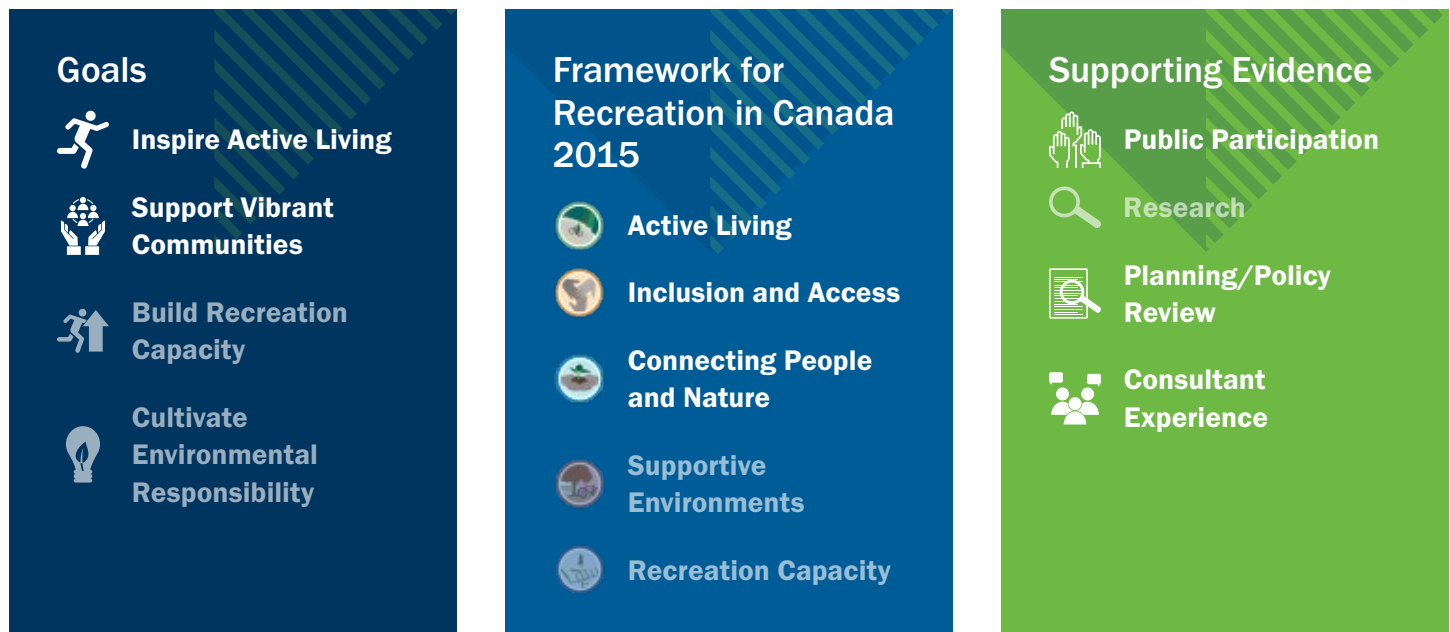 Goals
Inspire Active Living
Support Vibrant
Communities
Build Recreation
Capacity
Cultivate
Environmental
Responsibility
Framework for
Recreation in Canada
2015
Active Living
Inclusion and Access
Connecting People
and Nature
Supportive
Environments
Recreation Capacity
Supporting Evidence
Public Participation
Research
Planning/Policy
Review
Consultant
Experience